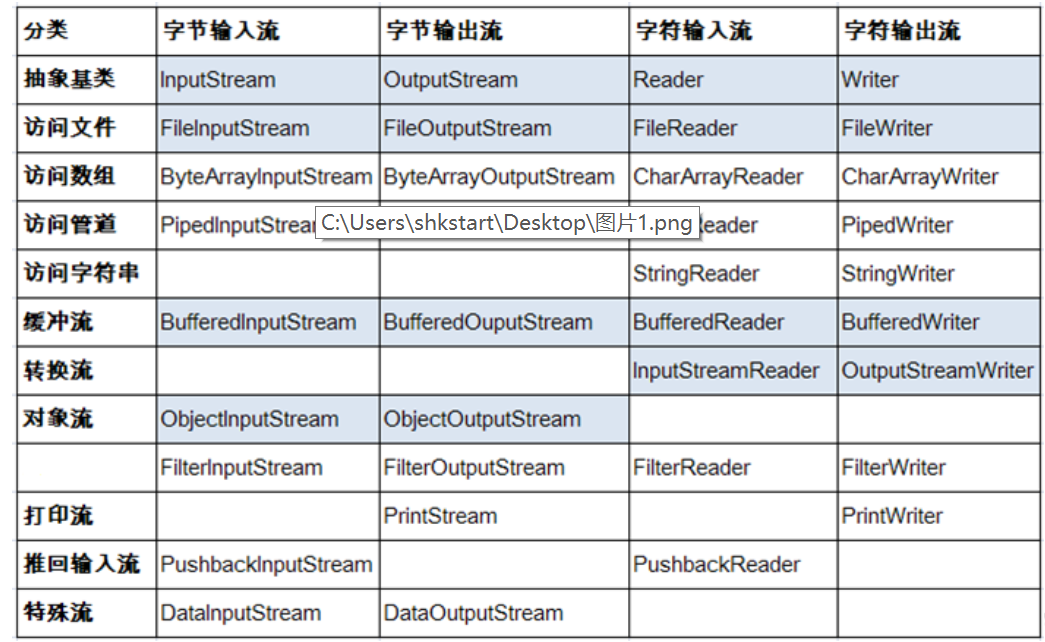 分类 字节输入流 字节输出流 字符输入流 字符输出流
抽象基类 InputStream OutputStream Reader Writer
访问文件 FileInputStream FileOutputStream FileReader FileWriter
访问数组 ByteArrayInputStream ByteArrayOutputStream CharArrayReader CharArrayWriter
访问管道 C:\Users\shkstart\Desktop\图片1.png PipedWriter
访问字符串 StringReader StringWriter
缓冲流 BufferedInputStream BufferedOuputStream BufferedReader BufferedWriter
转换流 InputStreamReader OutputStreamWriter
对象流 ObjectInputStream ObjectOutputStream
FilterInputStream FilterOutputStream FilterReader FilterWriter
打印流 PrintStream PrintWriter
推回输入流 PushbackInputStream PushbackReader
特殊流 DataInputStream DataOutputStream